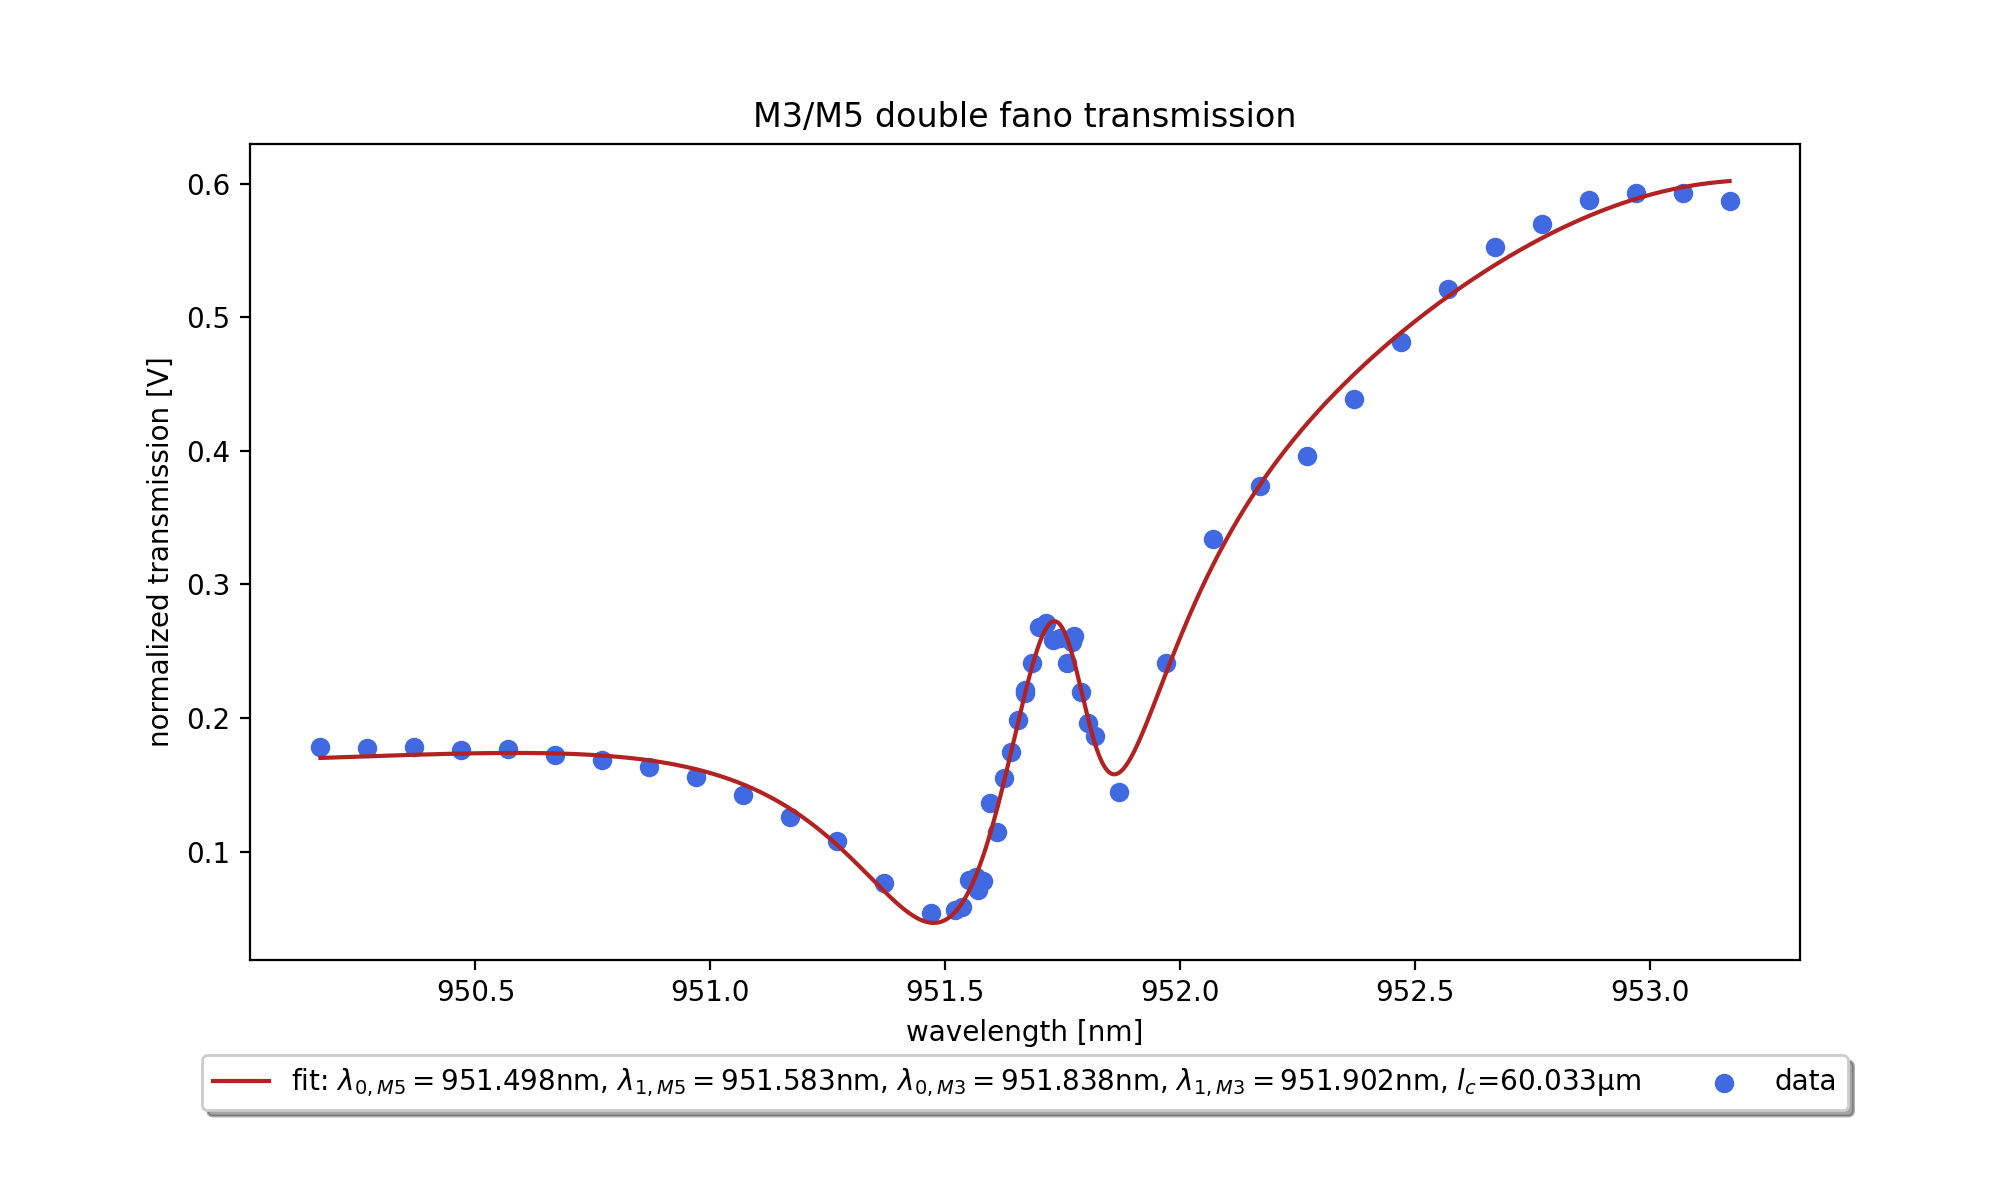 M3/M5 double fano transmission
normalized transmission [V]
0.6
0.5
0.4
0.3
0.2
0.1
950.5 951.0 951.5 952.0 952.5 953.0
wavelength [nm]
fit: λ₀,M5 = 951.498nm, λ₁,M5 = 951.583nm, λ₀,M3 = 951.838nm, λ₁,M3 = 951.902nm, l_c=60.033μm data